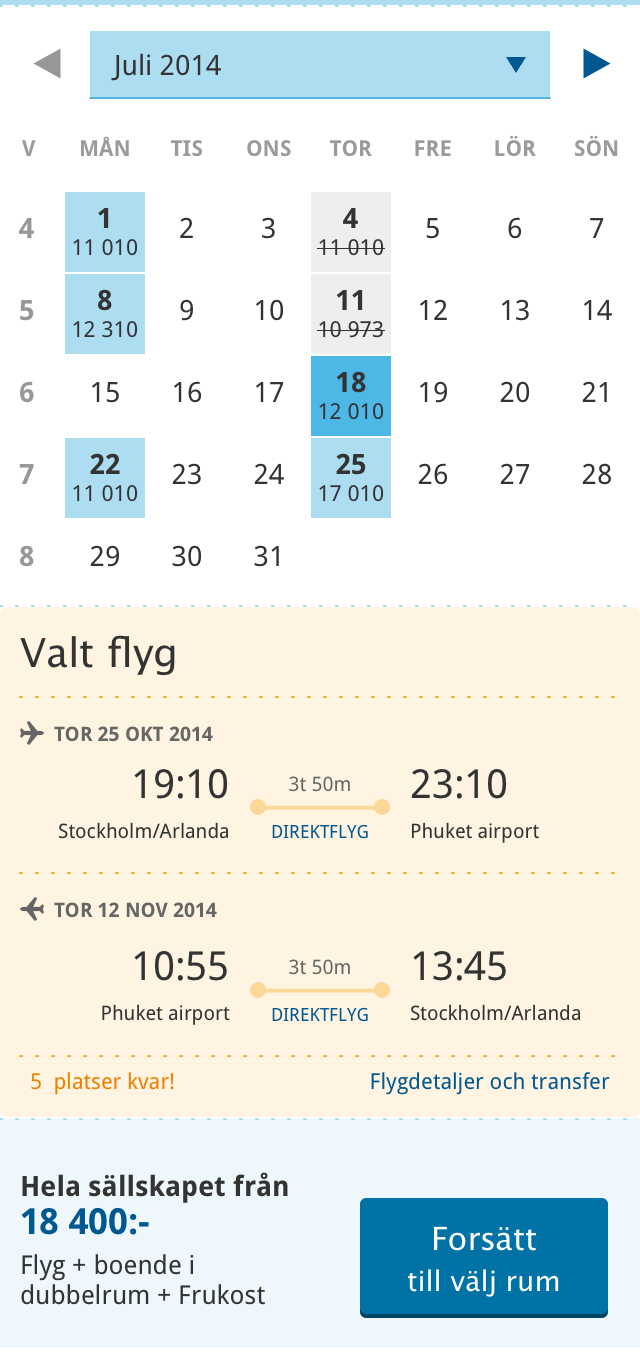 Juli 2014
V MÅN TIS ONS TOR FRE LÖR SÖN
4 1 2 3 4 5 6 7
11 010 11 010
5 8 9 10 11 12 13 14
12 310 10 973
6 15 16 17 18 19 20 21
12 010
7 22 23 24 25 26 27 28
11 010 17 010
8 29 30 31
Valt flyg
TOR 25 OKT 2014
19:10 3t 50m 23:10
Stockholm/Arlanda DIREKTFLYG Phuket airport
TOR 12 NOV 2014
10:55 3t 50m 13:45
Phuket airport DIREKTFLYG Stockholm/Arlanda
5 platser kvar! Flygdetaljer och transfer
Hela sällskapet från
18 400:-
Flyg + boende i
dubbelrum + Frukost
Forsätt
till välj rum